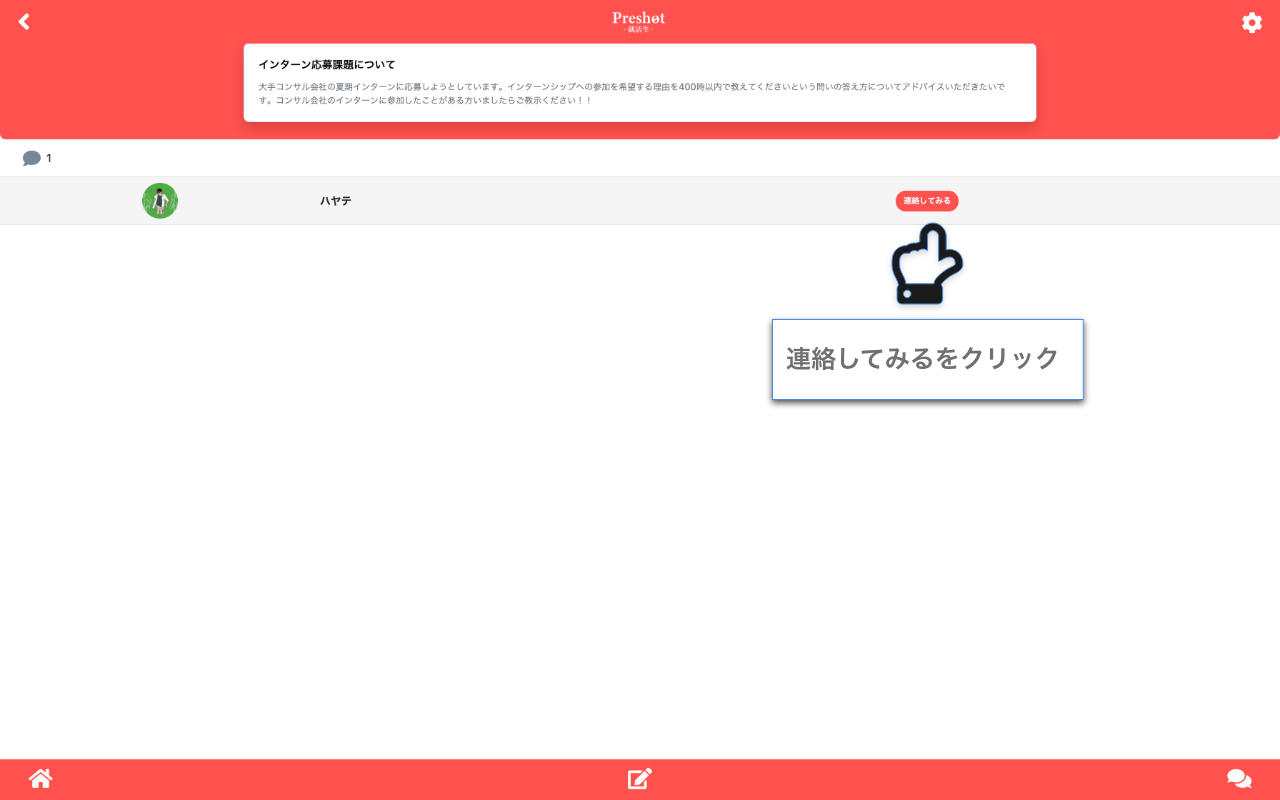 Preshot
- 就活生 -
インターン応募課題について
大手コンサル会社の夏期インターンに応募しようとしています。インターンシップへの参加を希望する理由を400時以内で教えてくださいという問いの答え方についてアドバイスいただきたいで
す。コンサル会社のインターンに参加したことがある方いましたらご教示ください！！
1
ハヤテ
連絡してみる
連絡してみるをクリック